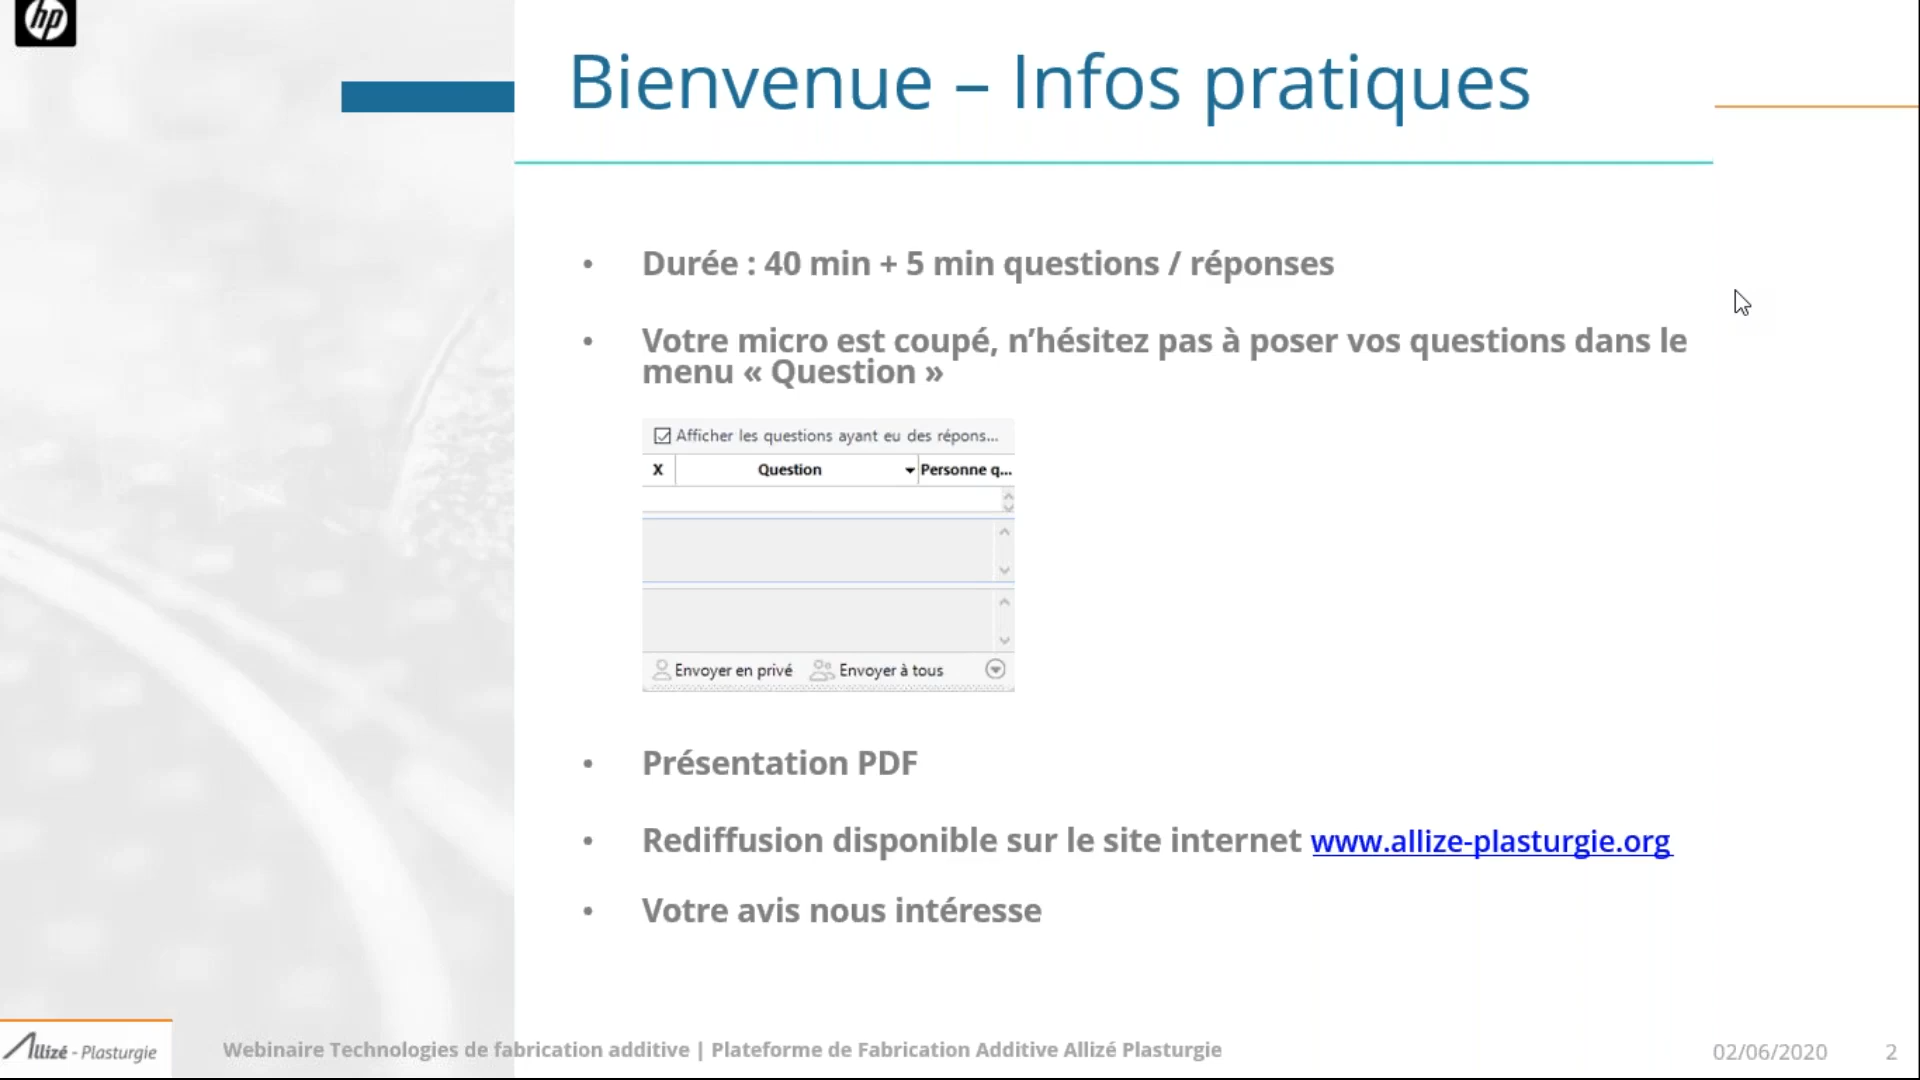 hp
Bienvenue – Infos pratiques
• Durée : 40 min + 5 min questions / réponses
• Votre micro est coupé, n’hésitez pas à poser vos questions dans le
menu « Question »
Afficher les questions ayant eu des répons...
X Question Personne q...
Envoyer en privé Envoyer à tous
• Présentation PDF
• Rediffusion disponible sur le site internet www.allize-plasturgie.org
• Votre avis nous intéresse
Allizé - Plasturgie
Webinaire Technologies de fabrication additive | Plateforme de Fabrication Additive Allizé Plasturgie
02/06/2020 2